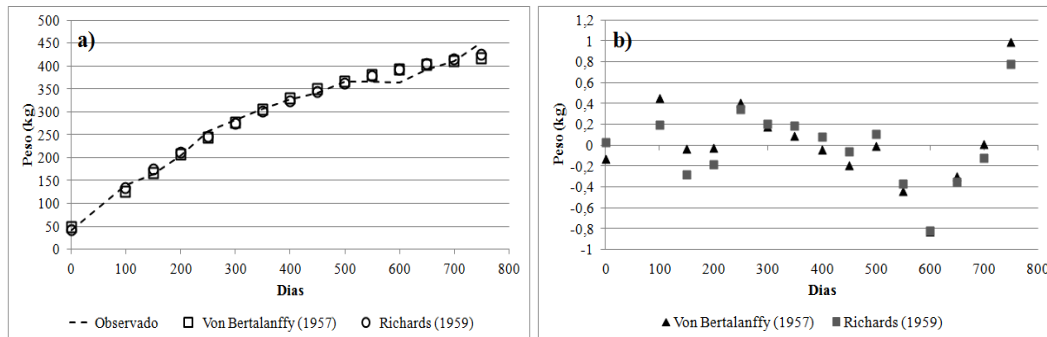 a)
Peso (kg)
500
450
400
350
300
250
200
150
100
50
0
0 100 200 300 400 500 600 700 800
Dias
Observado Von Bertalanffy (1957) Richards (1959)
b)
Peso (kg)
1,2
1
0,8
0,6
0,4
0,2
0
-0,2
-0,4
-0,6
-0,8
-1
0 100 200 300 400 500 600 700 800
Dias
Von Bertalanffy (1957) Richards (1959)